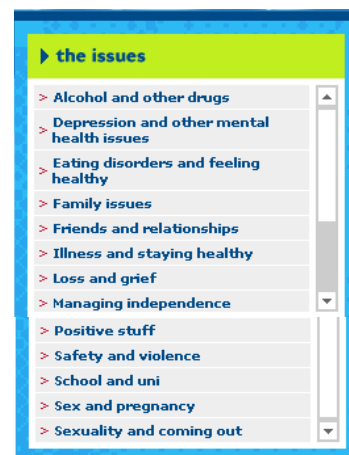 the issues
> Alcohol and other drugs
> Depression and other mental
health issues
> Eating disorders and feeling
healthy
> Family issues
> Friends and relationships
> Illness and staying healthy
> Loss and grief
> Managing independence
> Positive stuff
> Safety and violence
> School and uni
> Sex and pregnancy
> Sexuality and coming out